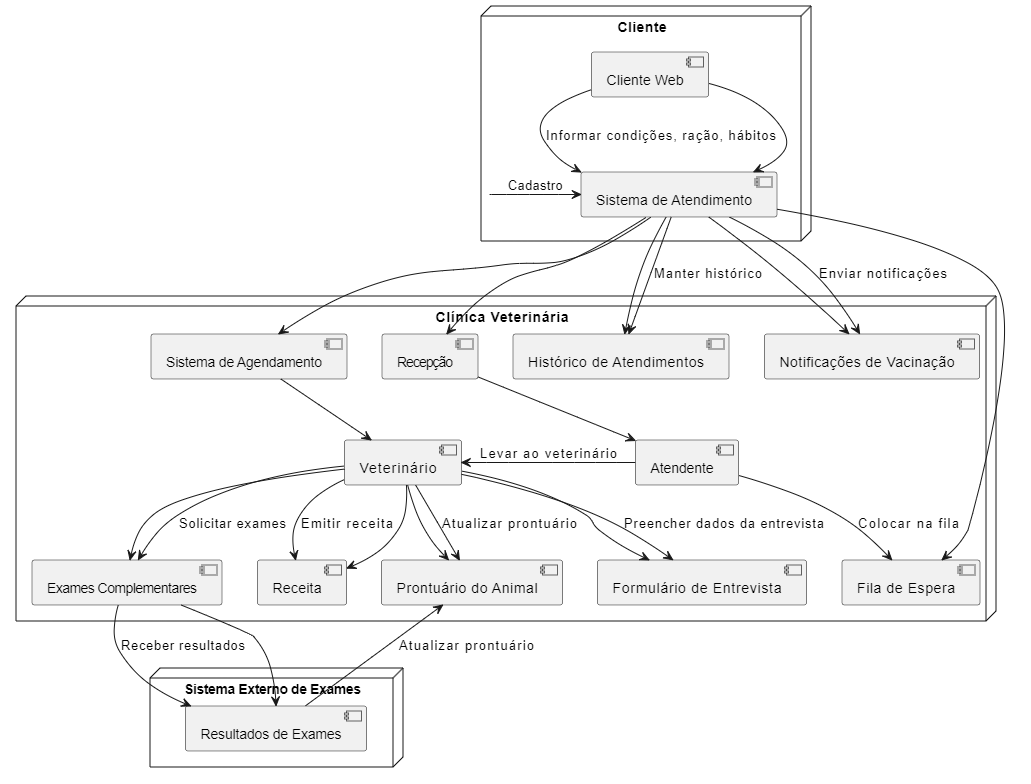 Cliente
Cliente Web
Informar condições, ração, hábitos
Cadastro
Sistema de Atendimento
Manter histórico
Enviar notificações
Clínica Veterinária
Sistema de Agendamento
Recepção
Histórico de Atendimentos
Notificações de Vacinação
Levar ao veterinário
Veterinário
Atendente
Solicitar exames
Emitir receita
Atualizar prontuário
Preencher dados da entrevista
Colocar na fila
Exames Complementares
Receita
Prontuário do Animal
Formulário de Entrevista
Fila de Espera
Receber resultados
Atualizar prontuário
Sistema Externo de Exames
Resultados de Exames